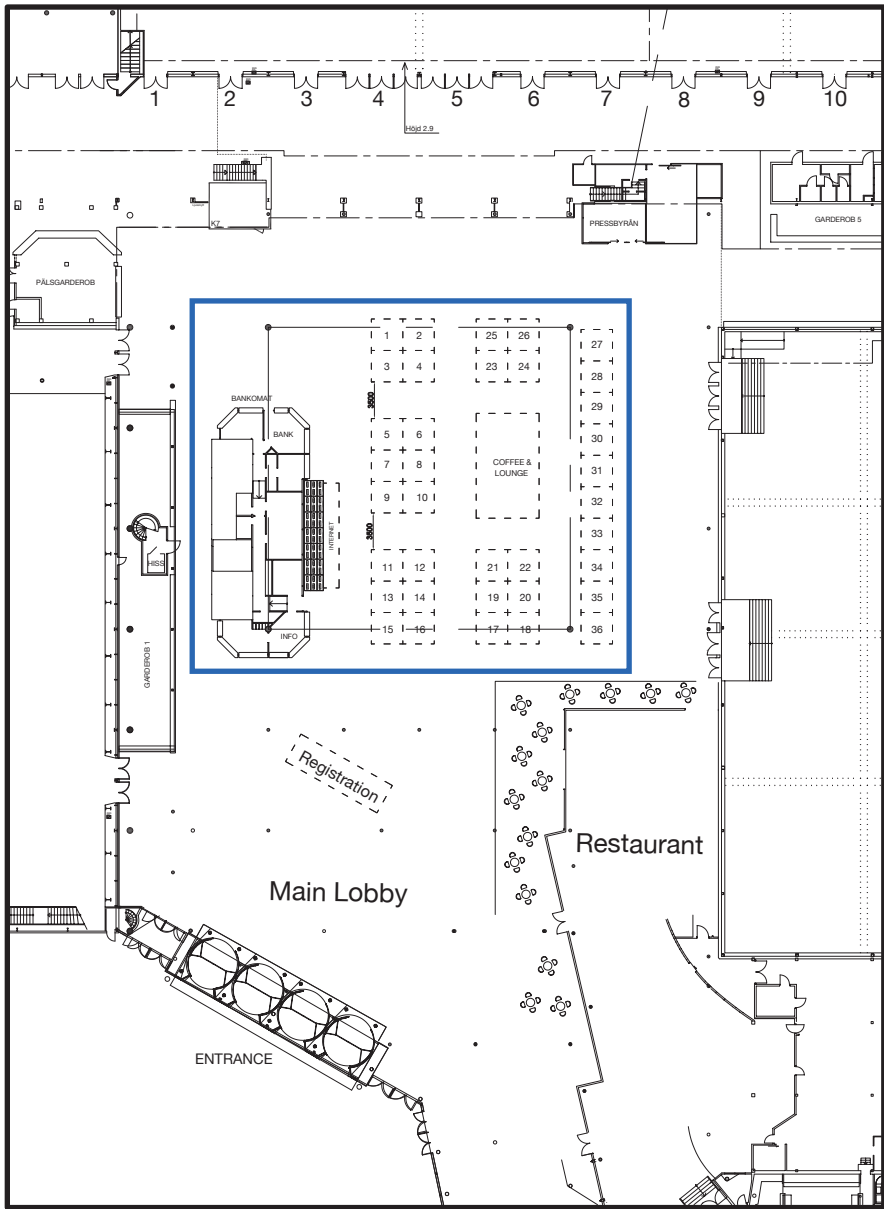 1 2 3 4 5 6 7 8 9 10
Höjd 2.9
K7
PRESSBYRÅN
GARDEROB 5
PÄLSGARDEROB
1 2 25 26
27
3 4 23 24
28
3500
29
BANKOMAT
BANK
5 6
30
7 8
COFFEE &
LOUNGE
31
9 10
32
INTERNET
3500
33
HISS
11 12 21 22
34
13 14 19 20
35
INFO
15 16 17 18
36
GARDEROB 1
Registration
Restaurant
Main Lobby
ENTRANCE